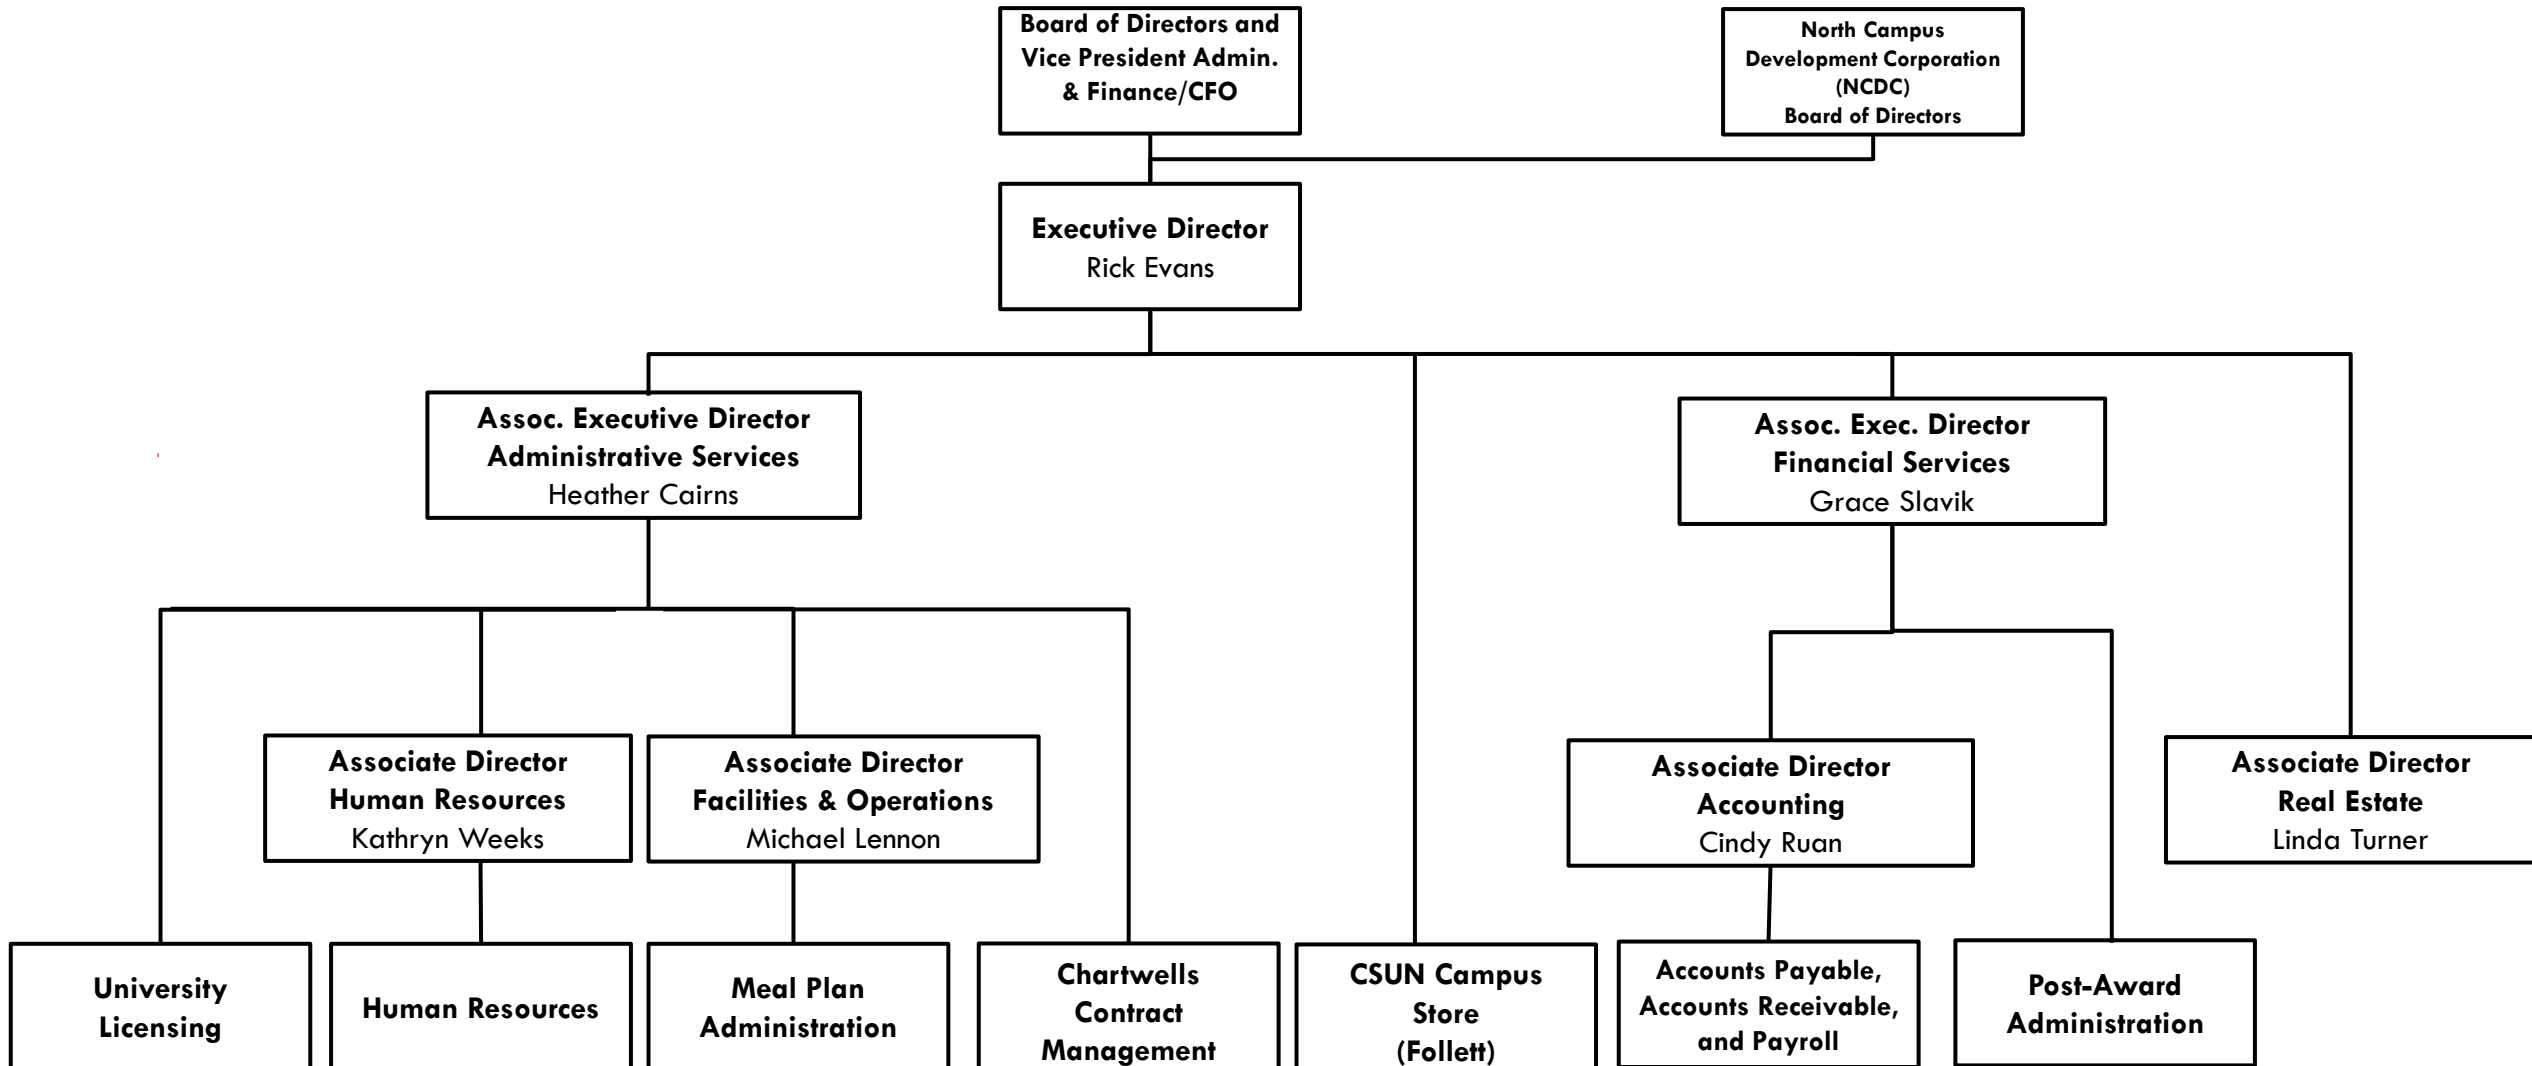 Board of Directors and
Vice President Admin.
& Finance/CFO
North Campus
Development Corporation
(NCDC)
Board of Directors
Executive Director
Rick Evans
Assoc. Executive Director
Administrative Services
Heather Cairns
Assoc. Exec. Director
Financial Services
Grace Slavik
Associate Director
Human Resources
Kathryn Weeks
Associate Director
Facilities & Operations
Michael Lennon
Associate Director
Accounting
Cindy Ruan
Associate Director
Real Estate
Linda Turner
University
Licensing
Human Resources
Meal Plan
Administration
Chartwells
Contract
Management
CSUN Campus
Store
(Follett)
Accounts Payable,
Accounts Receivable,
and Payroll
Post-Award
Administration